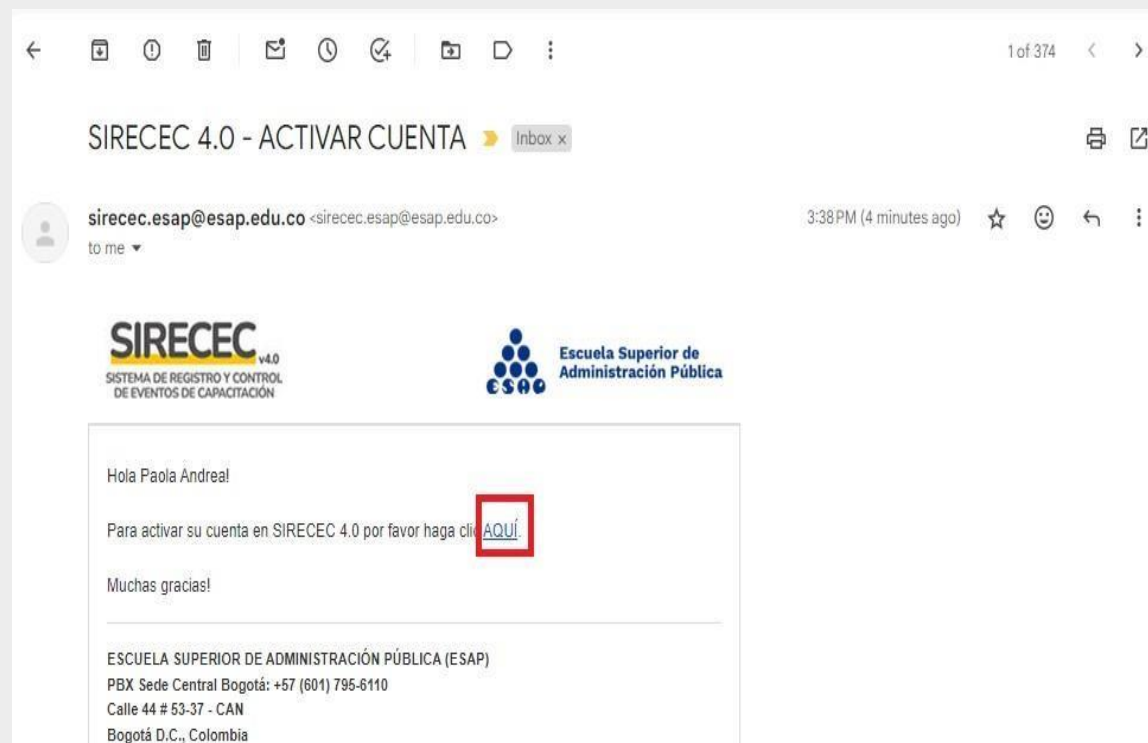 1 of 374
SIRECEC 4.0 - ACTIVAR CUENTA Inbox x
sirecec.esap@esap.edu.co <sirecec.esap@esap.edu.co> 3:38 PM (4 minutes ago)
to me
SIRECEC v4.0
SISTEMA DE REGISTRO Y CONTROL
DE EVENTOS DE CAPACITACIÓN
esap
Escuela Superior de
Administración Pública
Hola Paola Andrea!
Para activar su cuenta en SIRECEC 4.0 por favor haga clic AQUÍ.
Muchas gracias!
ESCUELA SUPERIOR DE ADMINISTRACIÓN PÚBLICA (ESAP)
PBX Sede Central Bogotá: +57 (601) 795-6110
Calle 44 # 53-37 - CAN
Bogotá D.C., Colombia